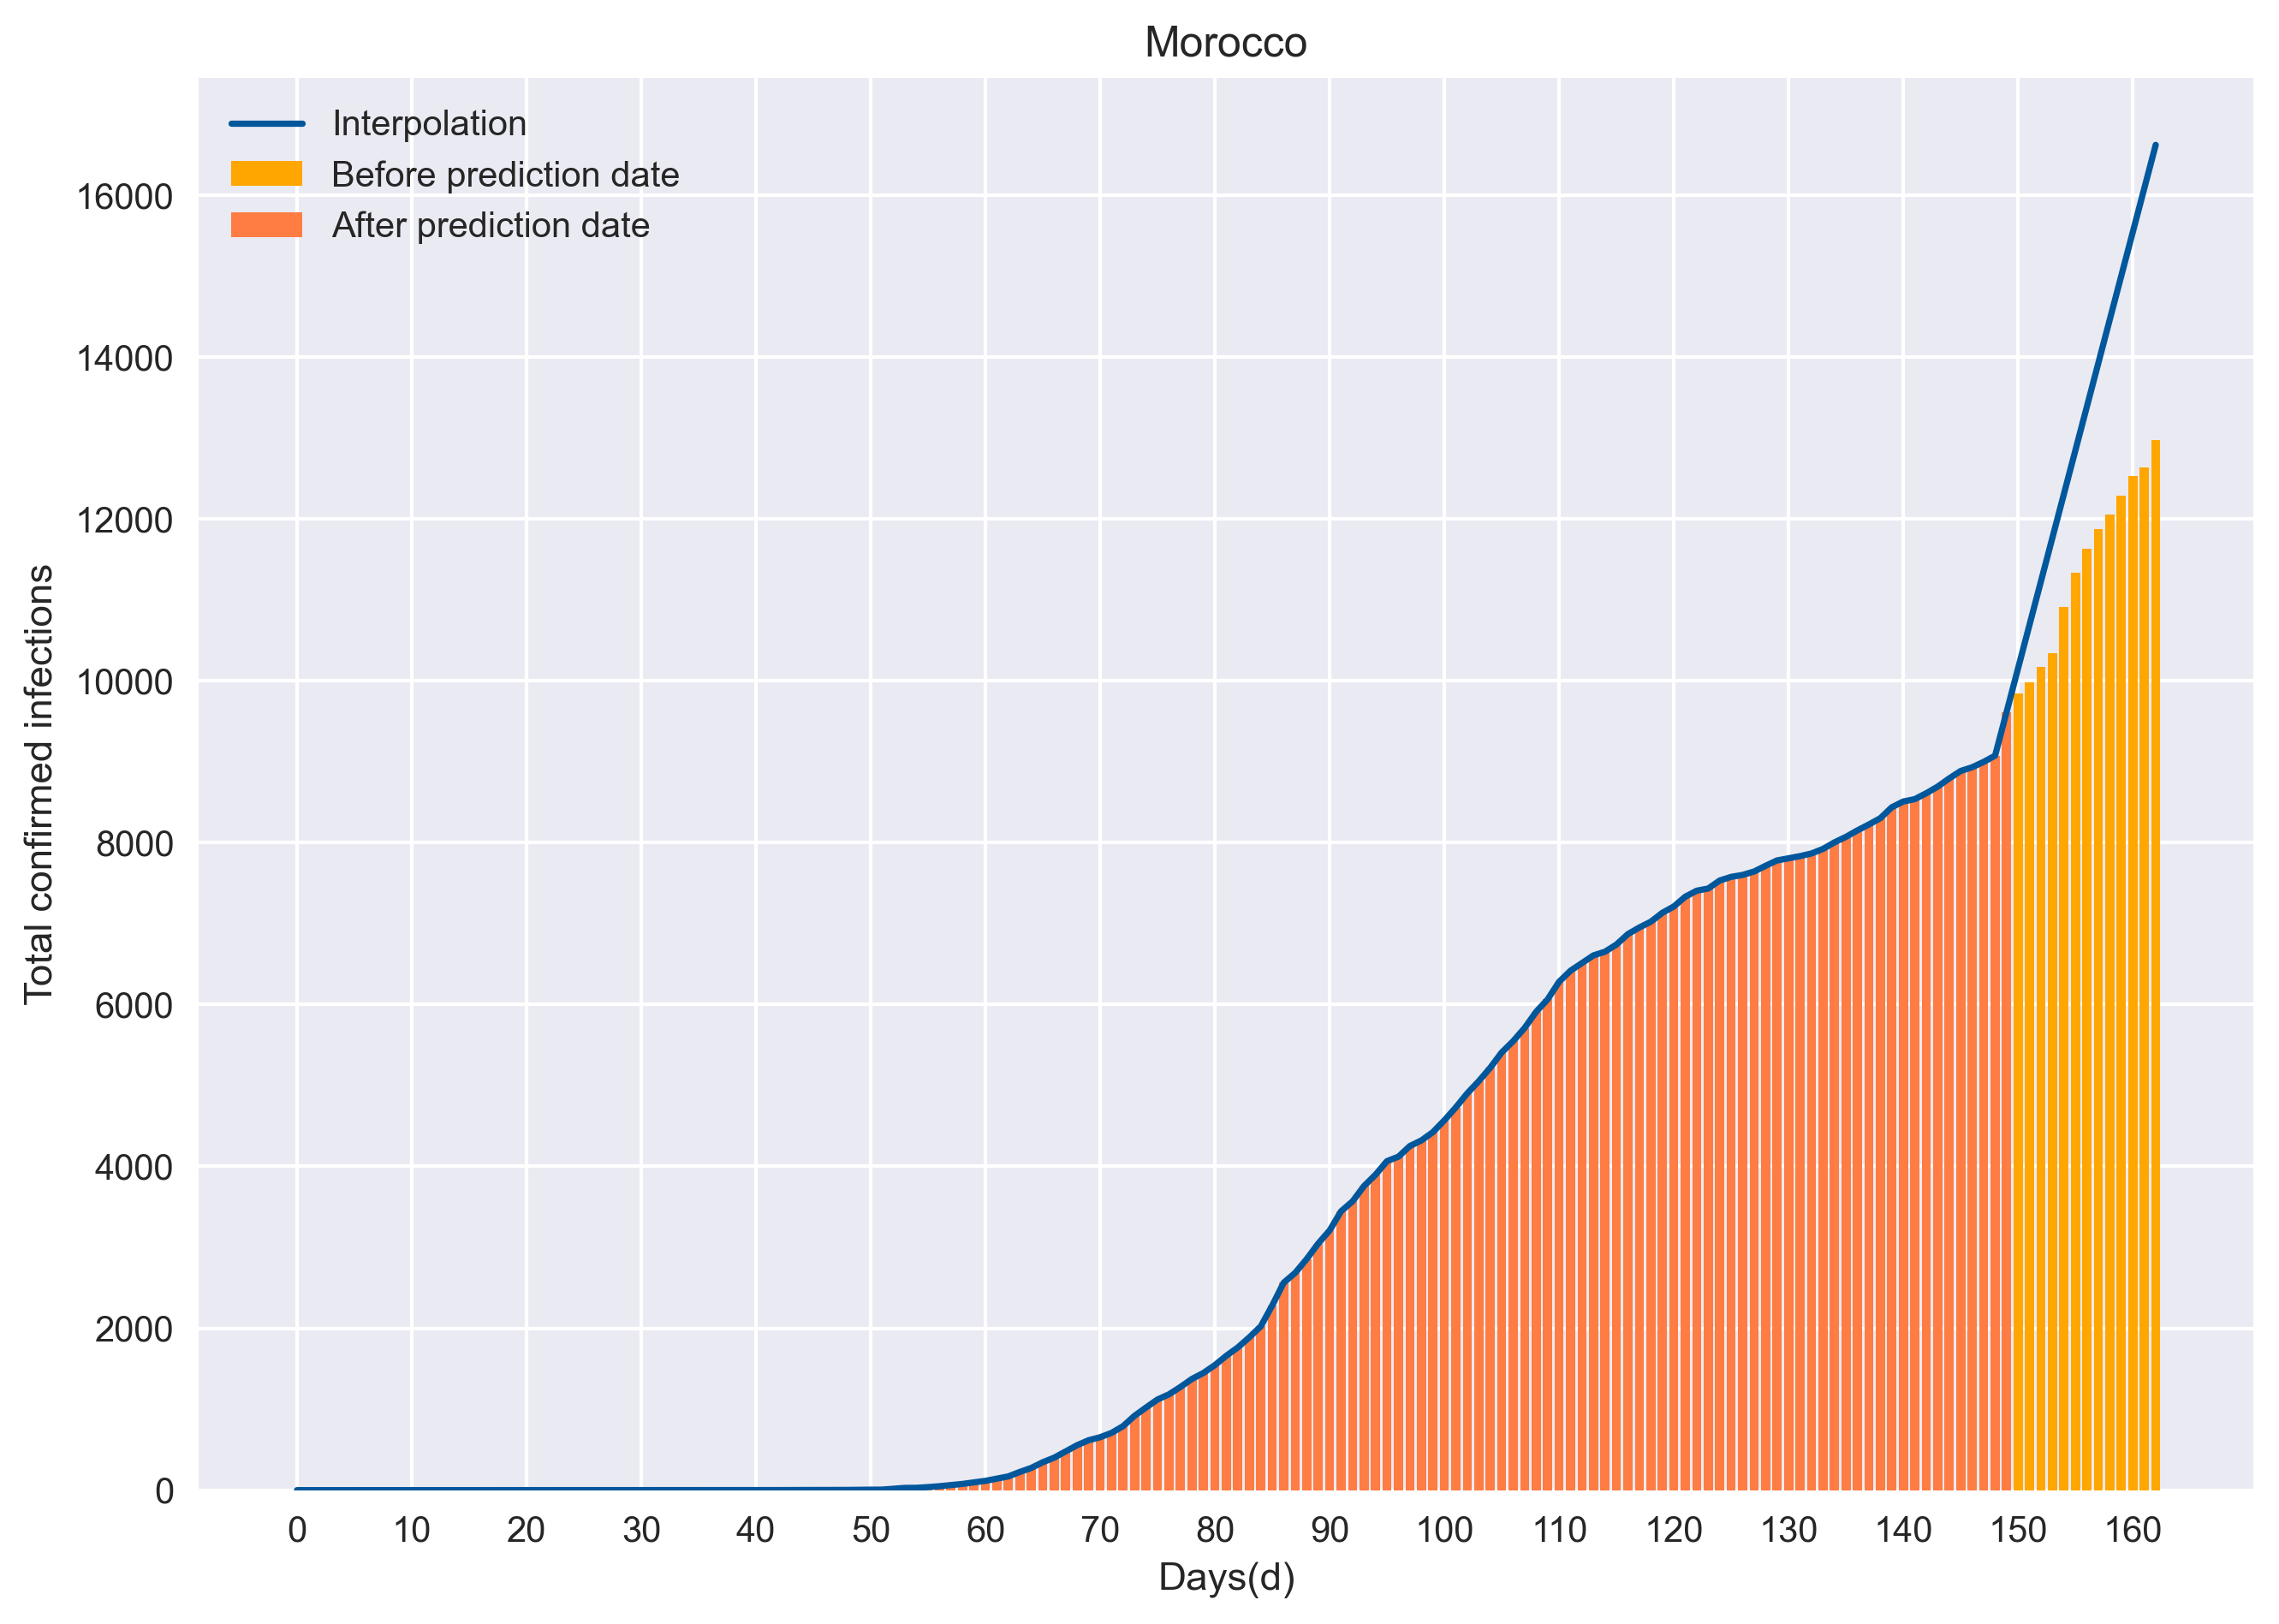 Morocco
Interpolation
Before prediction date
After prediction date
16000
14000
12000
10000
8000
6000
4000
2000
0
Total confirmed infections
0 10 20 30 40 50 60 70 80 90 100 110 120 130 140 150 160
Days(d)